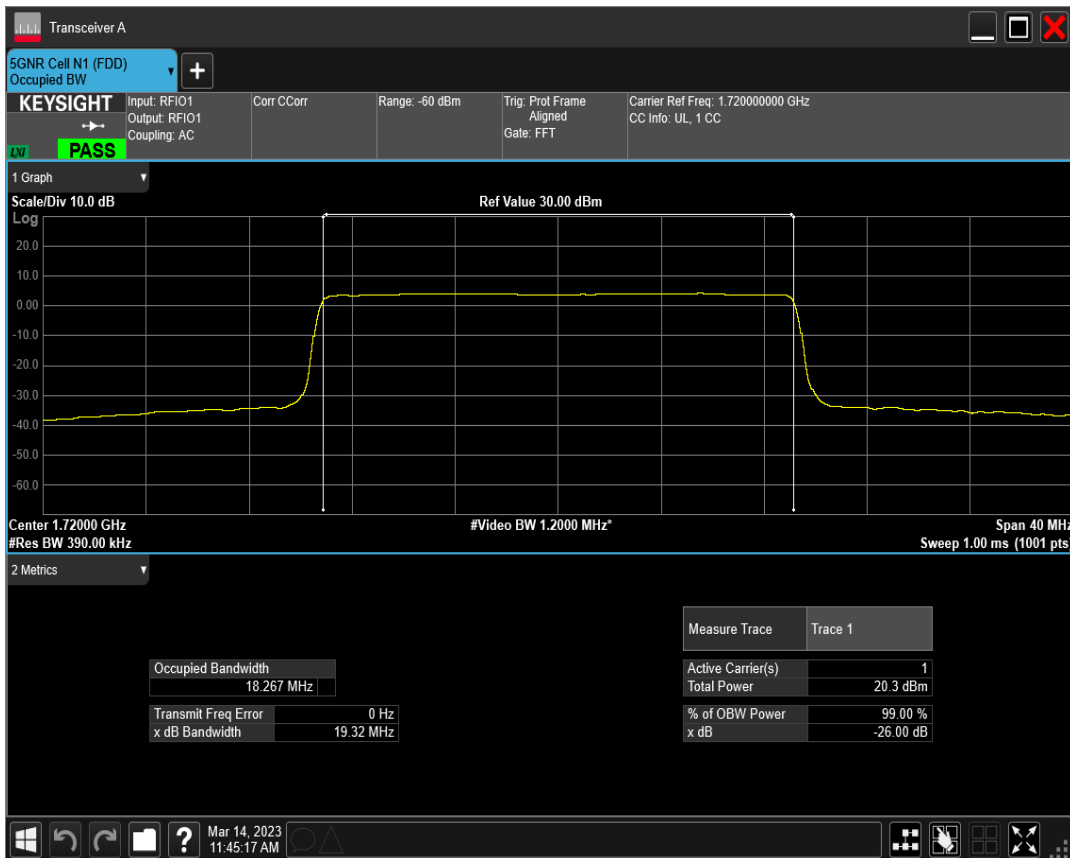 Transceiver A
5GNR Cell N1 (FDD)
Occupied BW
KEYSIGHT
LXI
PASS
Input: RFIO1
Output: RFIO1
Coupling: AC
Corr CCorr
Range: -60 dBm
Trig: Prot Frame
Aligned
Gate: FFT
Carrier Ref Freq: 1.720000000 GHz
CC Info: UL, 1 CC
1 Graph
Scale/Div 10.0 dB
Ref Value 30.00 dBm
Log
20.0
10.0
0.00
-10.0
-20.0
-30.0
-40.0
-50.0
-60.0
Center 1.72000 GHz
#Video BW 1.2000 MHz*
Span 40 MHz
#Res BW 390.00 kHz
Sweep 1.00 ms (1001 pts)
2 Metrics
Measure Trace Trace 1
Occupied Bandwidth
18.267 MHz
Active Carrier(s) 1
Total Power 20.3 dBm
Transmit Freq Error 0 Hz
x dB Bandwidth 19.32 MHz
% of OBW Power 99.00 %
x dB -26.00 dB
?
Mar 14, 2023
11:45:17 AM